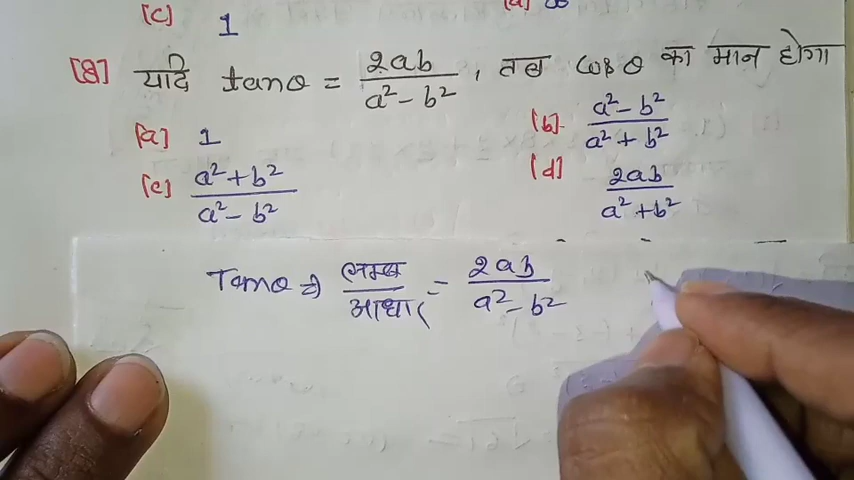 [c] 1 [d] ∞
[8] यदि tanθ = 2ab / a² - b² , तब cosθ का मान होगा
[a] 1 [b] a² - b² / a² + b²
[c] a² + b² / a² - b² [d] 2ab / a² + b²
Tanθ ⇒ लम्ब / आधार = 2ab / a² - b²